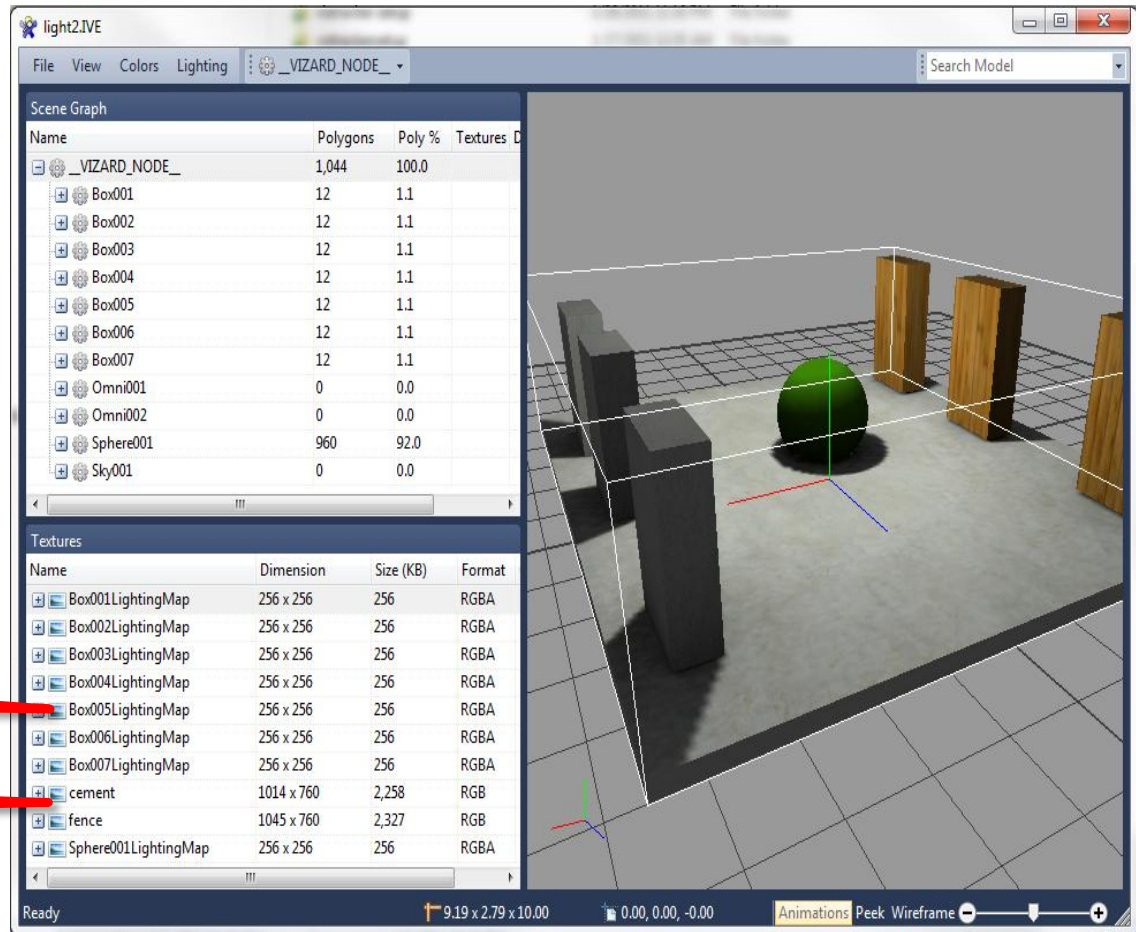 light2.IVE
File View Colors Lighting __VIZARD_NODE__ Search Model
Scene Graph
Name Polygons Poly % Textures D
__VIZARD_NODE__ 1,044 100.0
Box001 12 1.1
Box002 12 1.1
Box003 12 1.1
Box004 12 1.1
Box005 12 1.1
Box006 12 1.1
Box007 12 1.1
Omni001 0 0.0
Omni002 0 0.0
Sphere001 960 92.0
Sky001 0 0.0
Textures
Name Dimension Size (KB) Format
Box001LightingMap 256 x 256 256 RGBA
Box002LightingMap 256 x 256 256 RGBA
Box003LightingMap 256 x 256 256 RGBA
Box004LightingMap 256 x 256 256 RGBA
Box005LightingMap 256 x 256 256 RGBA
Box006LightingMap 256 x 256 256 RGBA
Box007LightingMap 256 x 256 256 RGBA
cement 1014 x 760 2,258 RGB
fence 1045 x 760 2,327 RGB
Sphere001LightingMap 256 x 256 256 RGBA
Ready 9.19 x 2.79 x 10.00 0.00, 0.00, -0.00 Animations Peek Wireframe